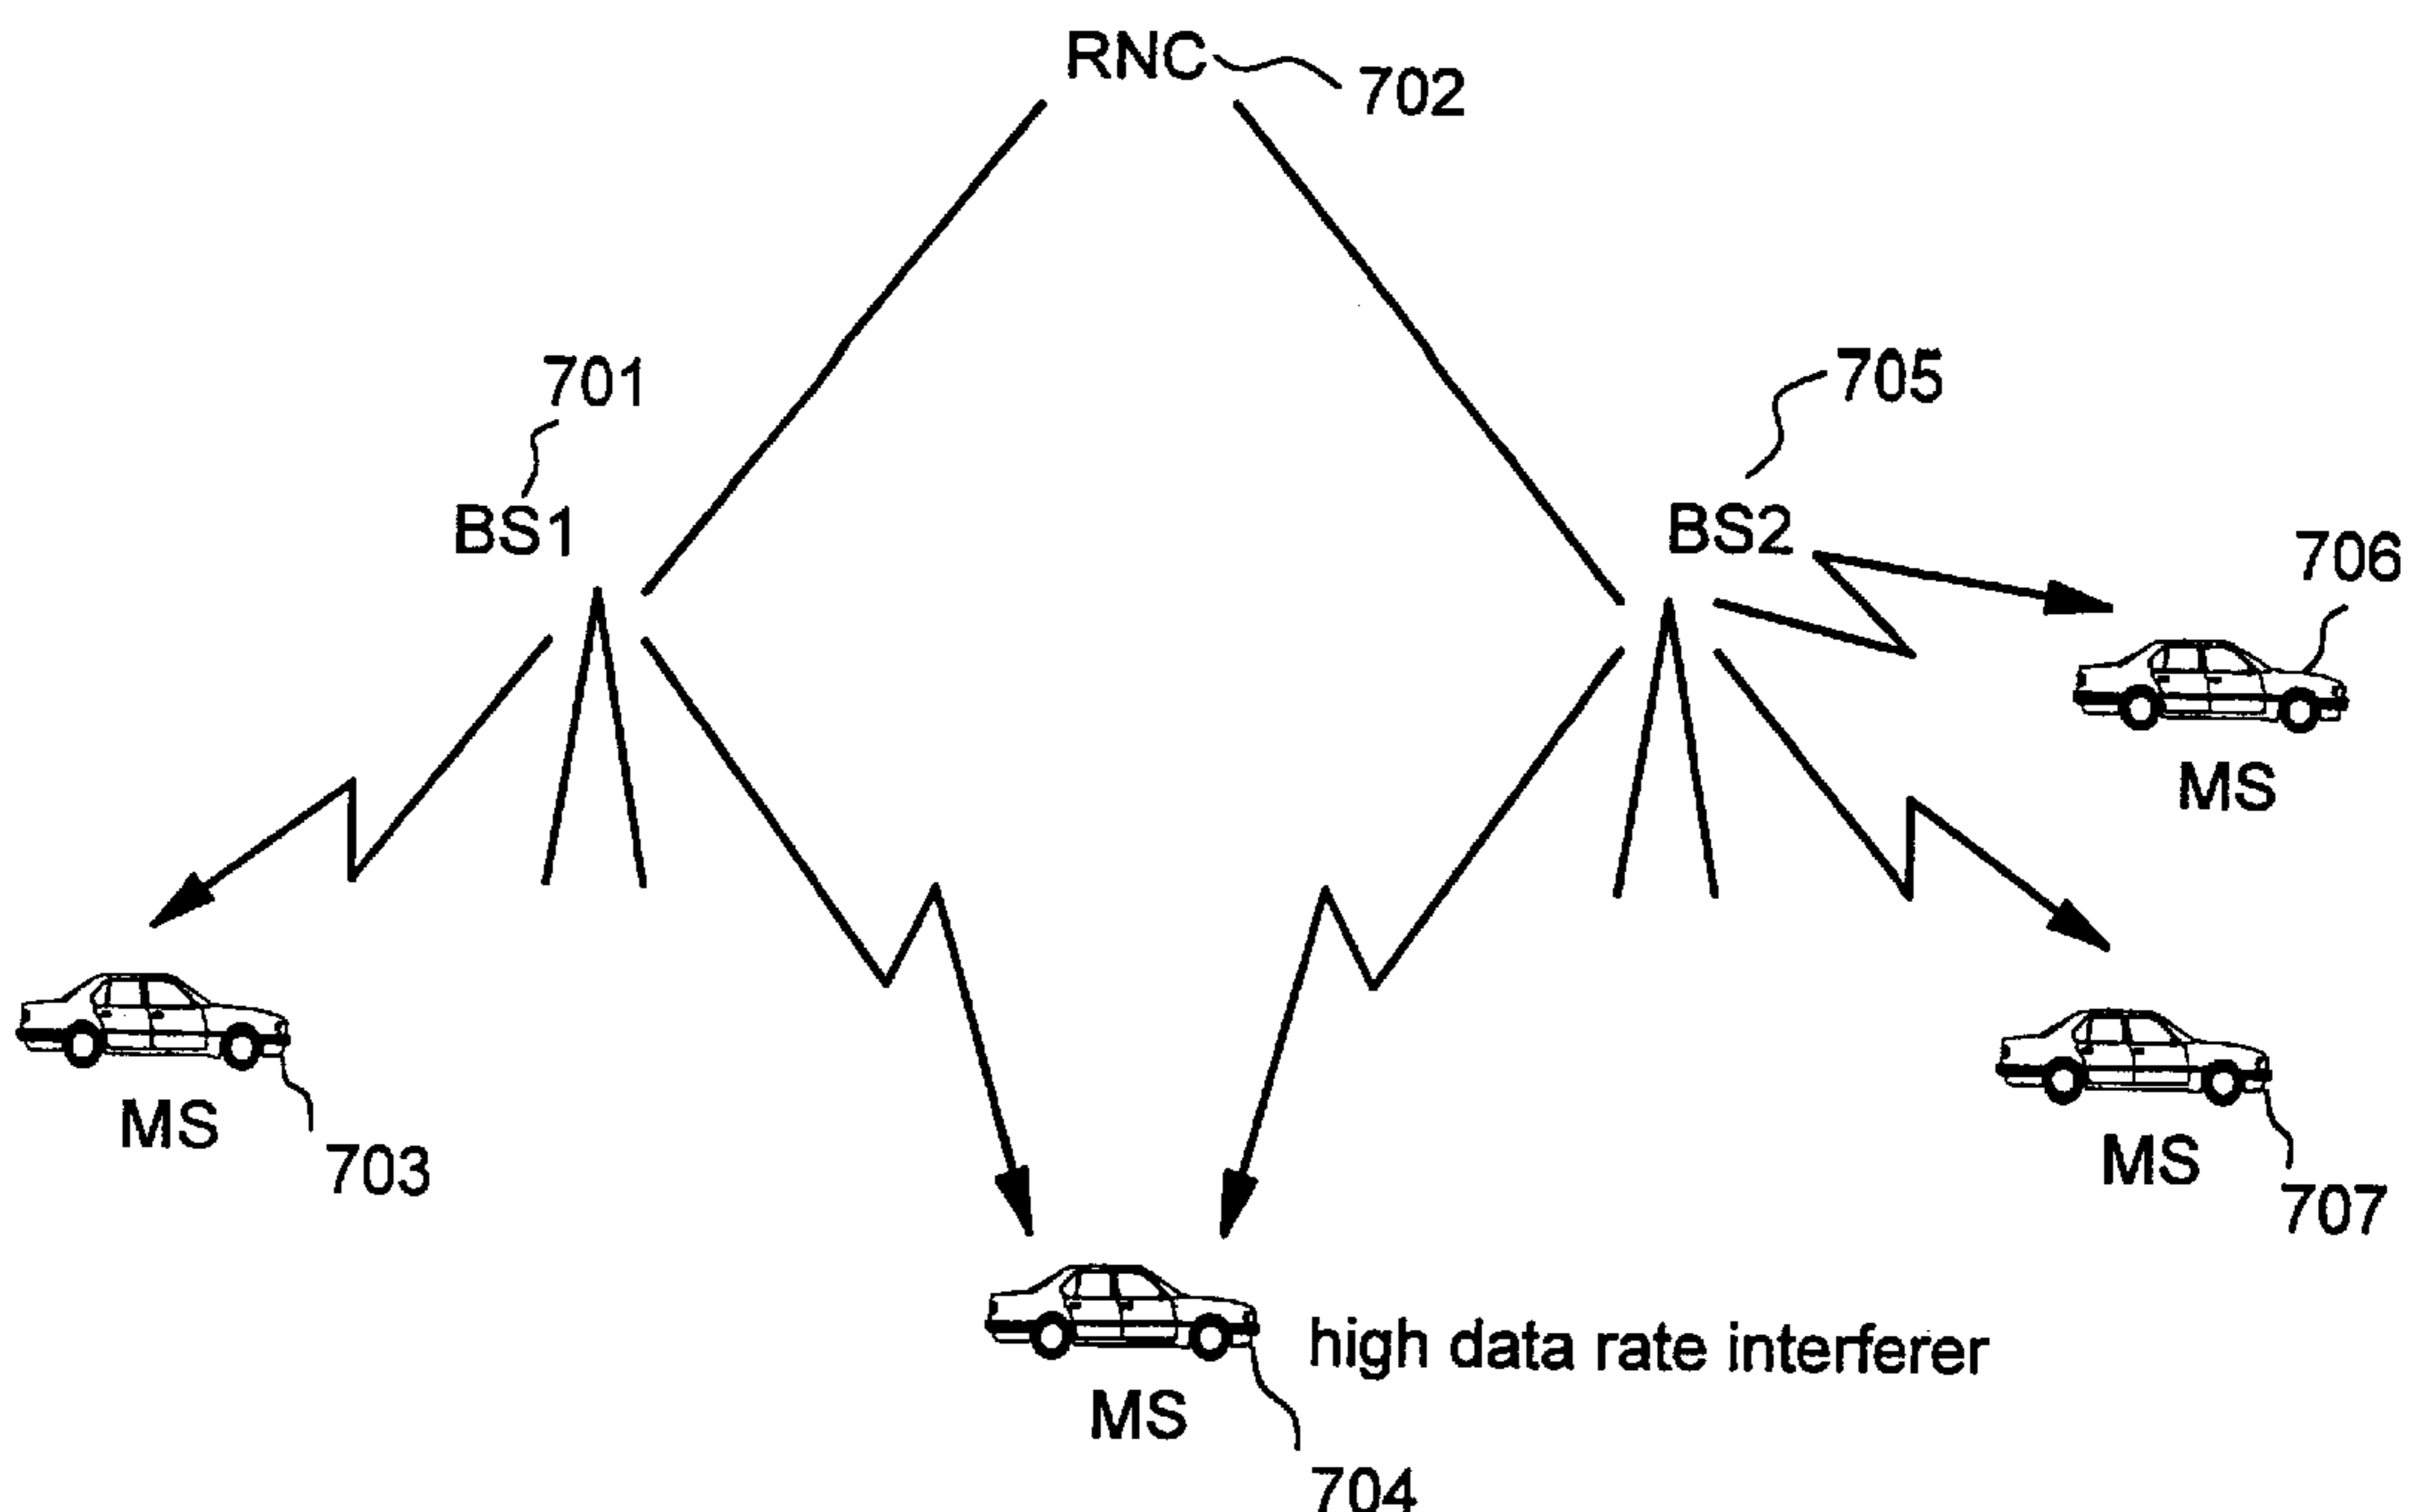 RNC
702
701
705
BS1
BS2
706
MS
MS
703
MS
707
high data rate interferer
MS
704